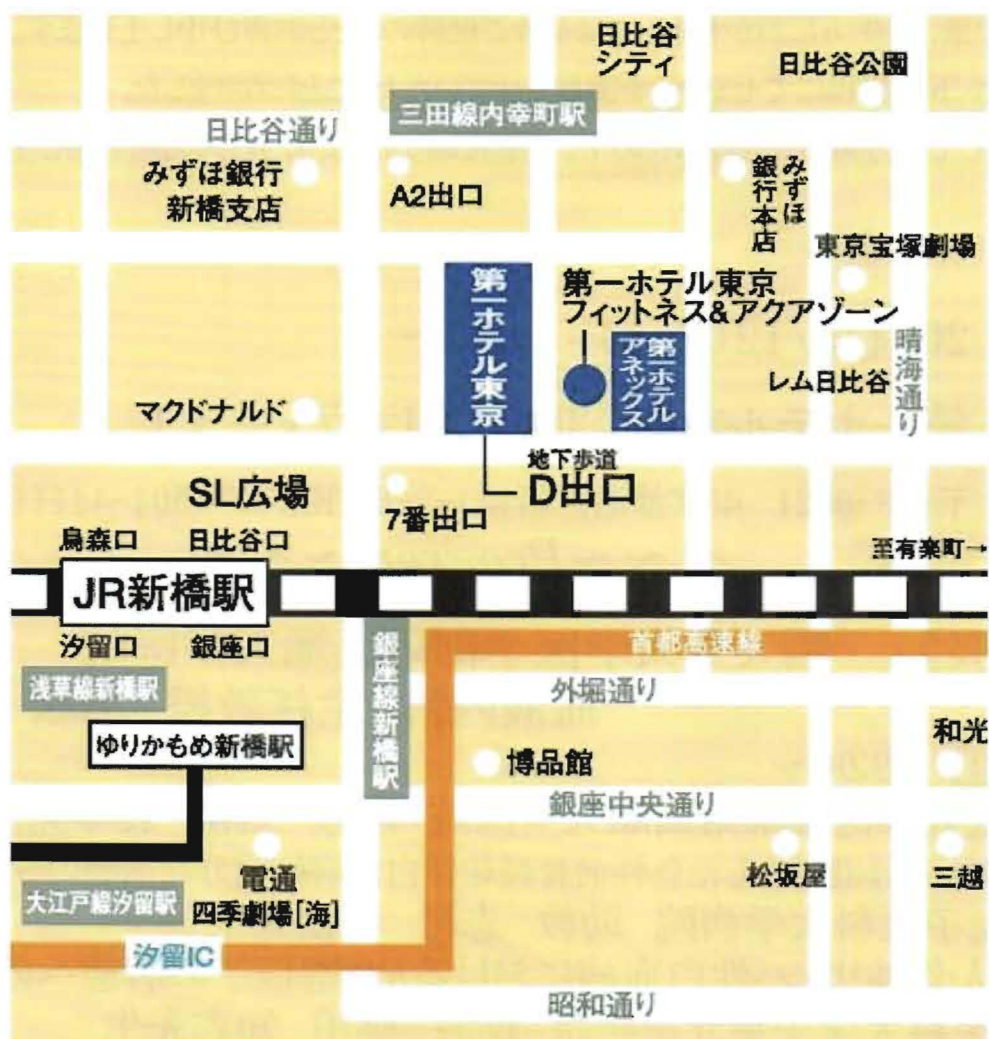 日比谷
シティ
日比谷公園
三田線内幸町駅
日比谷通り
みずほ銀行
新橋支店
A2出口
みずほ
銀行本店
東京宝塚劇場
第一ホテル東京
第一ホテル東京
フィットネス&アクアゾーン
第一ホテル
アネックス
晴海通り
レム日比谷
マクドナルド
地下歩道
D出口
SL広場
7番出口
烏森口
日比谷口
至有楽町→
JR新橋駅
汐留口
銀座口
首都高速線
銀座線新橋駅
浅草線新橋駅
外堀通り
ゆりかもめ新橋駅
博品館
和光
銀座中央通り
電通
四季劇場[海]
松坂屋
三越
大江戸線汐留駅
汐留IC
昭和通り